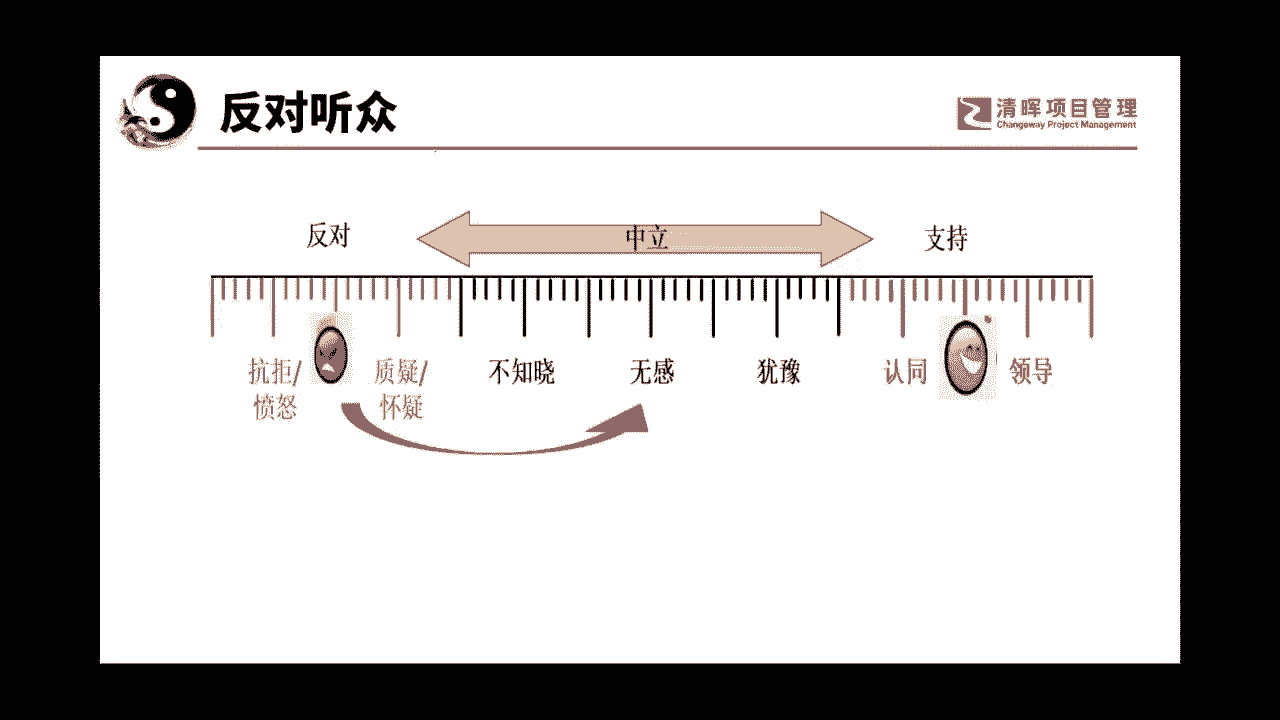 反对听众
清晖项目管理
Changeway Project Management
反对
中立
支持
抗拒/
愤怒
质疑/
怀疑
不知晓
无感
犹豫
认同
领导